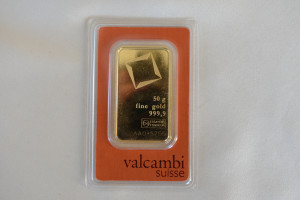 50 g
fine gold
999,9
valcambi
suisse